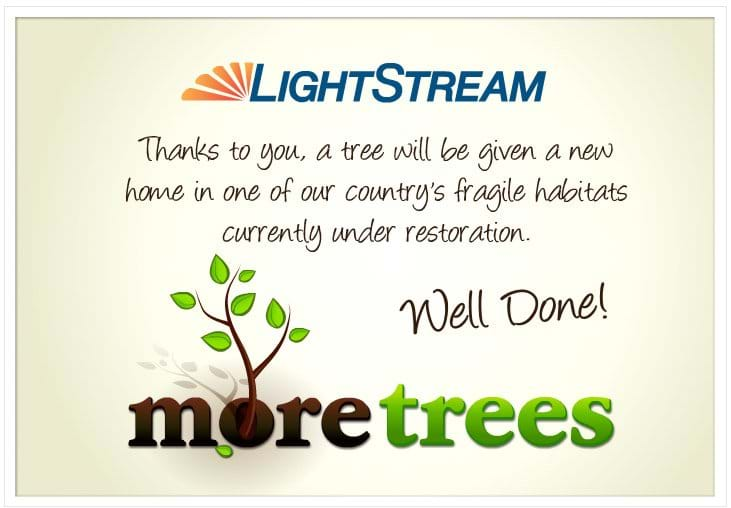 LIGHTSTREAM
Thanks to you, a tree will be given a new
home in one of our country's fragile habitats
currently under restoration.
Well Done!
moretrees